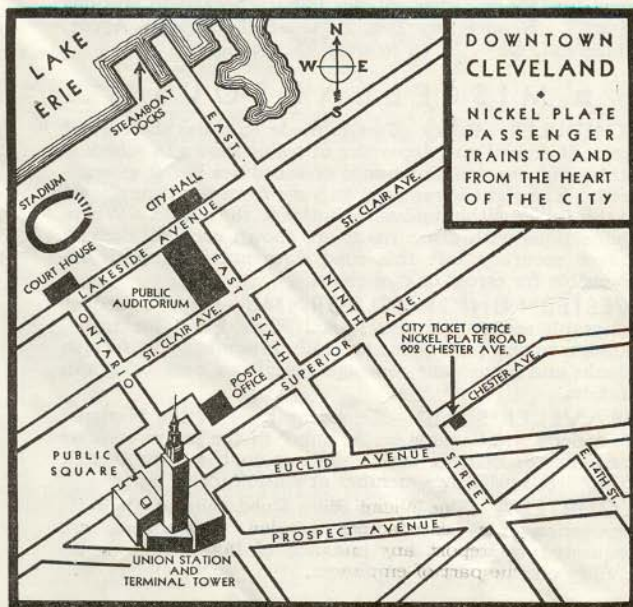 DOWNTOWN
CLEVELAND
NICKEL PLATE
PASSENGER
TRAINS TO AND
FROM THE HEART
OF THE CITY
LAKE
ERIE
N
W E
S
STEAMBOAT
DOCKS
STADIUM
CITY HALL
COURT HOUSE
LAKESIDE AVENUE
EAST NINTH STREET
ST. CLAIR AVE.
PUBLIC
AUDITORIUM
EAST SIXTH
ONTARIO
ST. CLAIR AVE.
SUPERIOR AVE.
POST
OFFICE
CITY TICKET OFFICE
NICKEL PLATE ROAD
902 CHESTER AVE.
CHESTER AVE.
PUBLIC
SQUARE
EUCLID AVENUE
E. 14TH ST.
PROSPECT AVENUE
UNION STATION
AND
TERMINAL TOWER